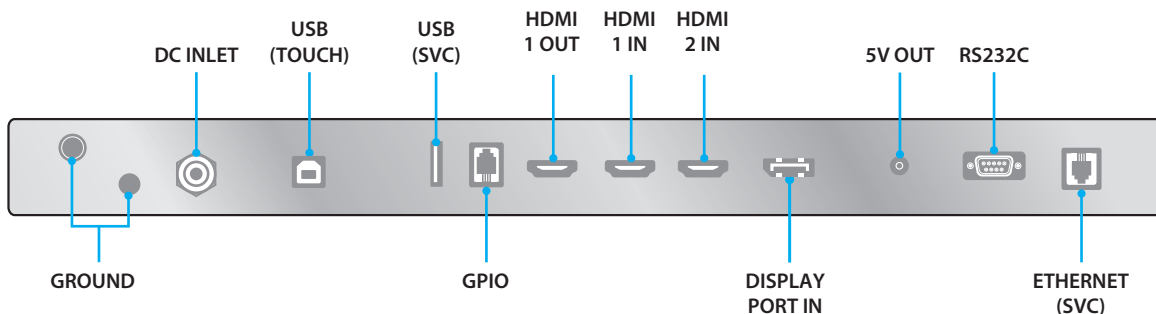 DC INLET
USB
(TOUCH)
USB
(SVC)
HDMI
1 OUT
HDMI
1 IN
HDMI
2 IN
5V OUT
RS232C
GROUND
GPIO
DISPLAY
PORT IN
ETHERNET
(SVC)